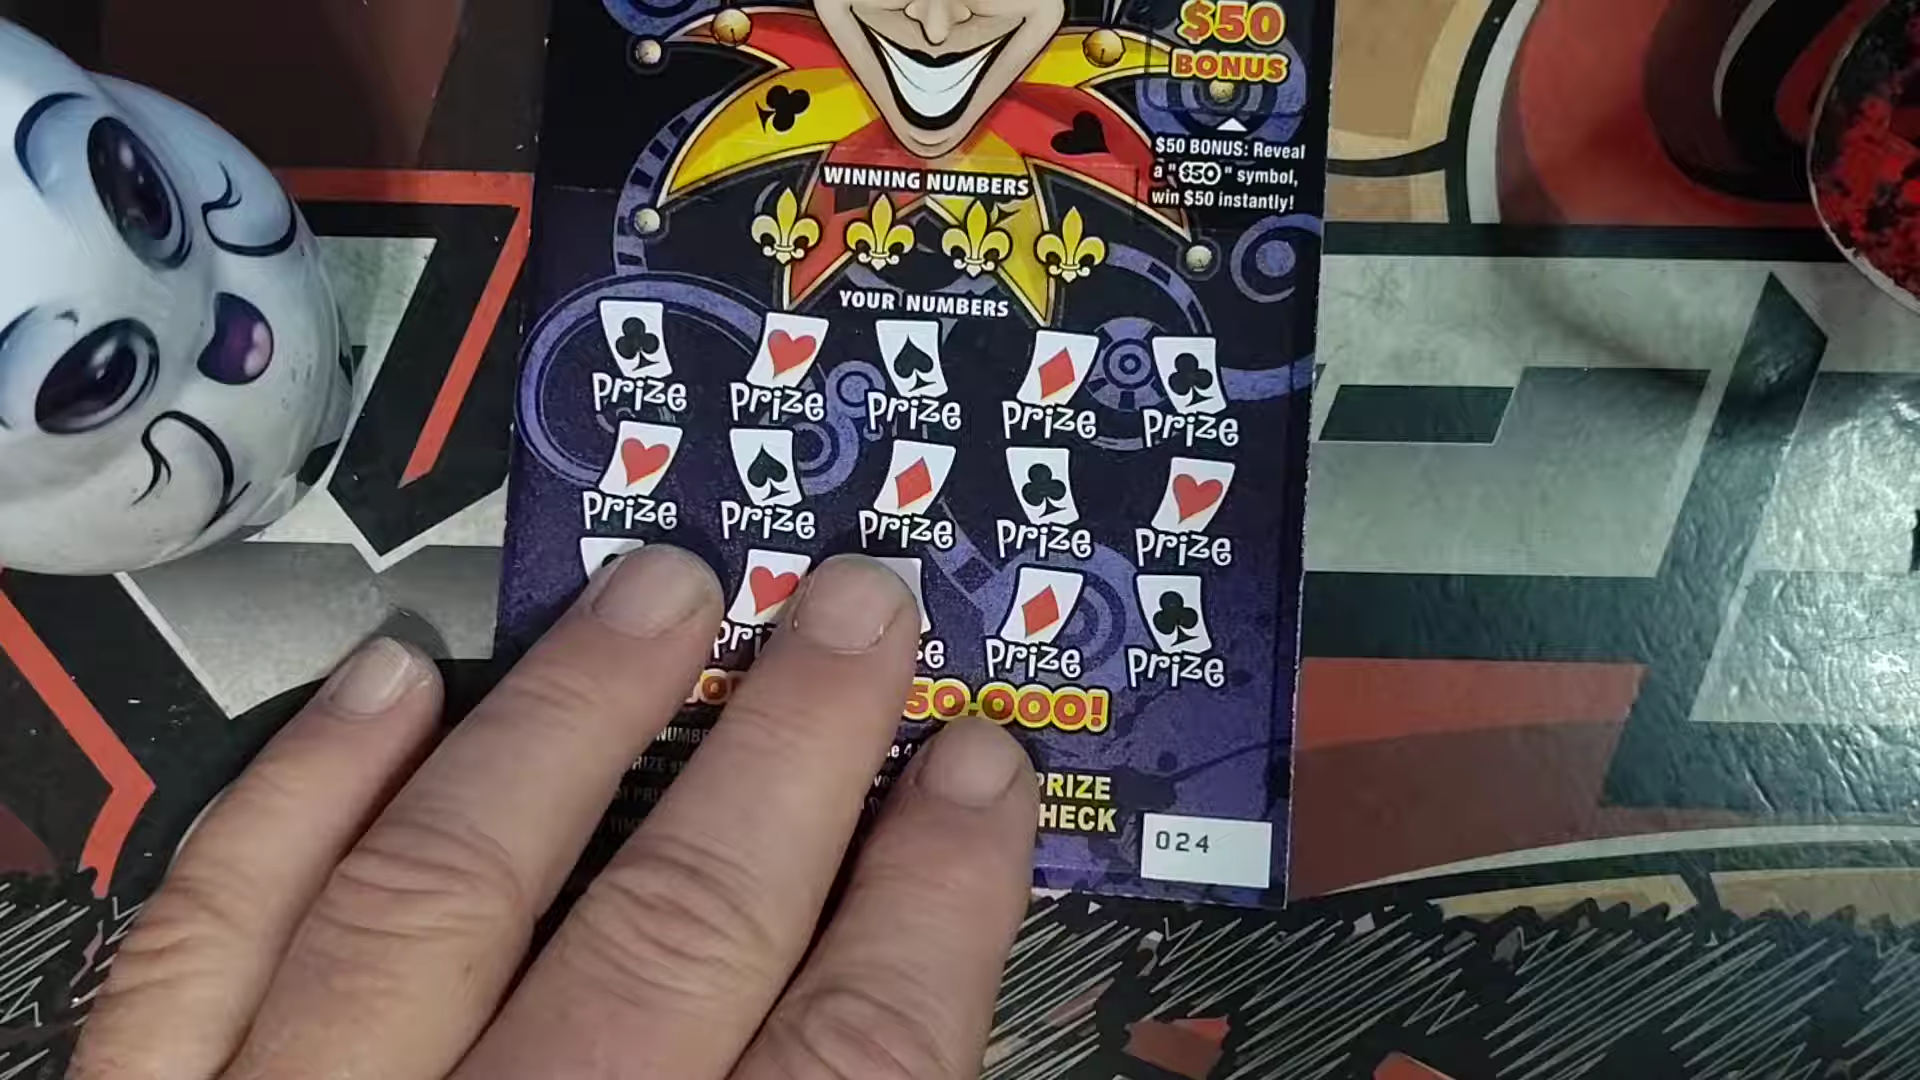 $50
BONUS
$50 BONUS: Reveal
a "$50" symbol,
win $50 instantly!
WINNING NUMBERS
YOUR NUMBERS
Prize Prize Prize Prize Prize
Prize Prize Prize Prize Prize
Prize Prize
50,000!
PRIZE
024